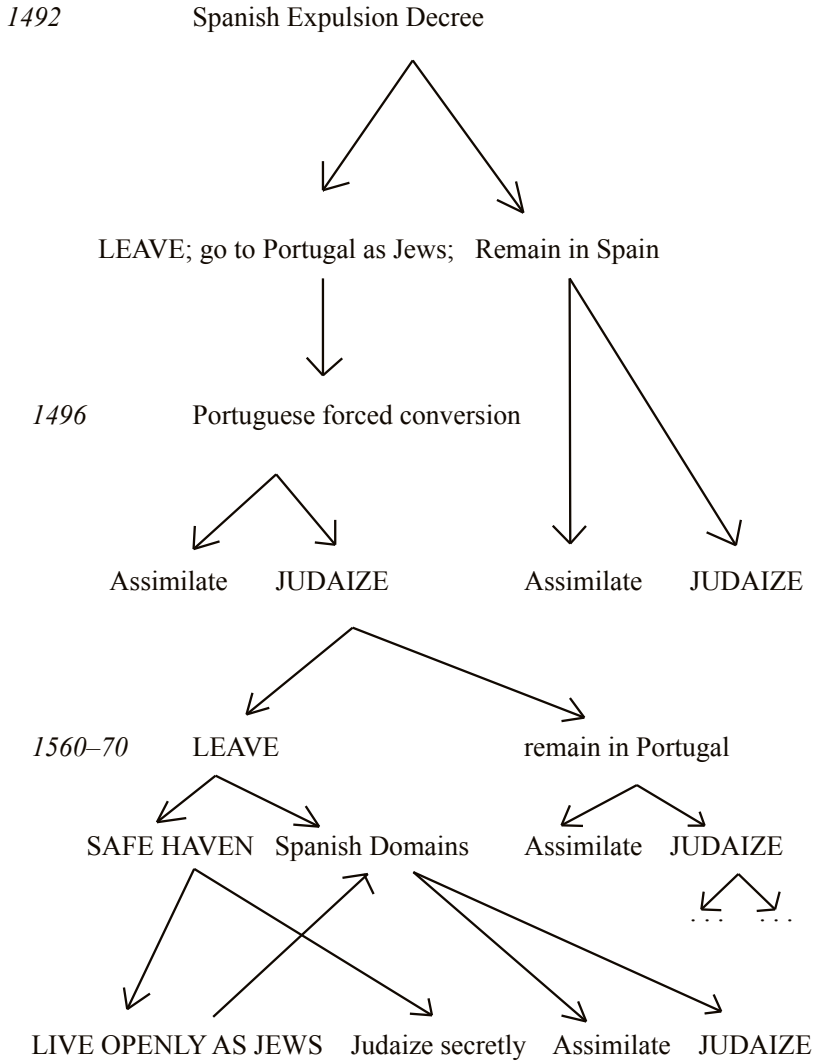 1492 Spanish Expulsion Decree
LEAVE; go to Portugal as Jews; Remain in Spain
1496 Portuguese forced conversion
Assimilate JUDAIZE Assimilate JUDAIZE
1560–70 LEAVE remain in Portugal
SAFE HAVEN Spanish Domains Assimilate JUDAIZE
. . . . . .
LIVE OPENLY AS JEWS Judaize secretly Assimilate JUDAIZE